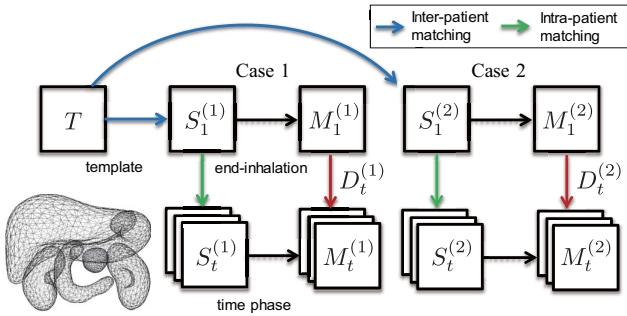 Inter-patient matching
Intra-patient matching
Case 1
Case 2
T
S_1^{(1)}
M_1^{(1)}
S_1^{(2)}
M_1^{(2)}
template
end-inhalation
D_t^{(1)}
D_t^{(2)}
S_t^{(1)}
M_t^{(1)}
S_t^{(2)}
M_t^{(2)}
time phase